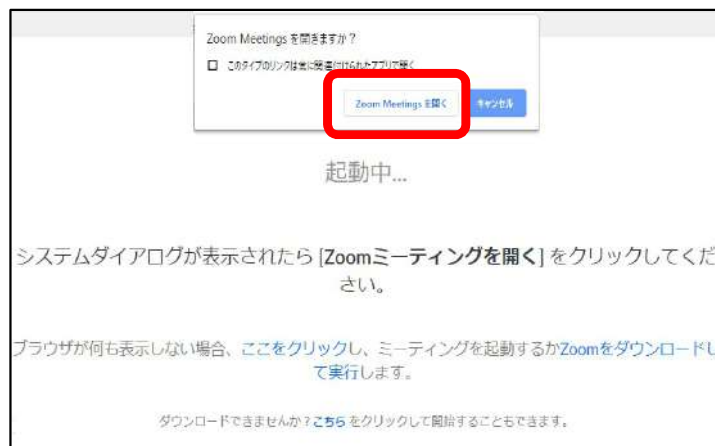 Zoom Meetings を開きますか？
このタイプのリンクは常に関連付けられたアプリで開く
Zoom Meetings を開く
キャンセル
起動中...
システムダイアログが表示されたら [Zoomミーティングを開く] をクリックしてくだ
さい。
ブラウザが何も表示しない場合、ここをクリックし、ミーティングを起動するかZoomをダウンロードし
て実行します。
ダウンロードできませんか？こちら をクリックして開始することもできます。